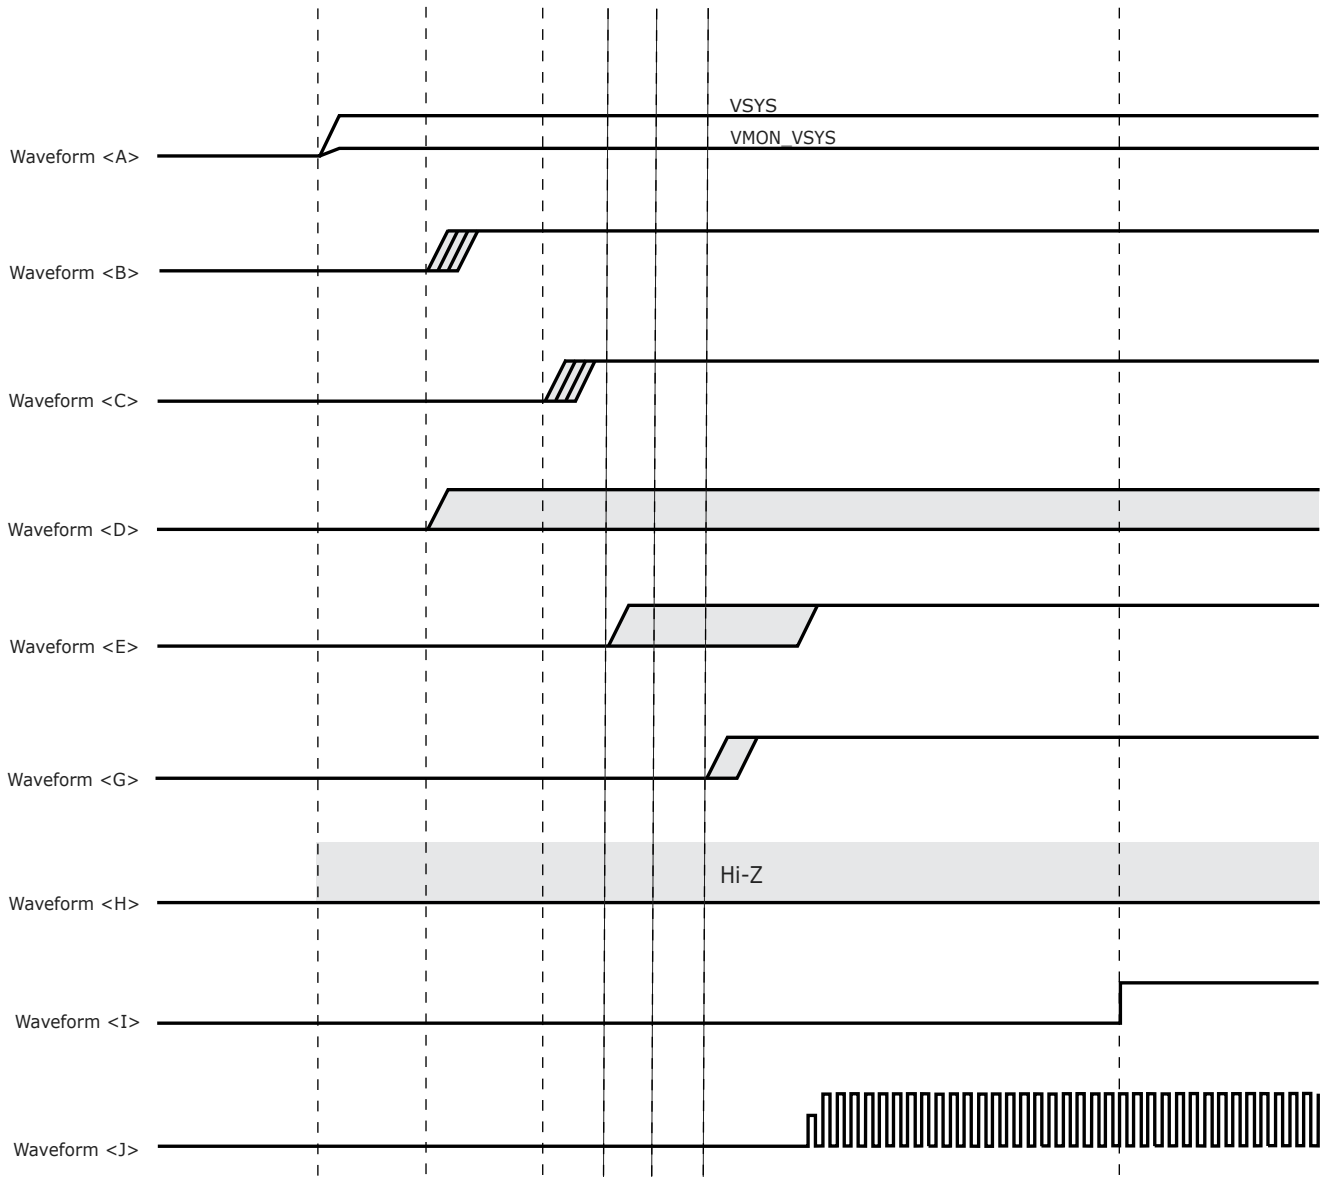 VSYS
VMON_VSYS
Waveform <A>
Waveform <B>
Waveform <C>
Waveform <D>
Waveform <E>
Waveform <G>
Hi-Z
Waveform <H>
Waveform <I>
Waveform <J>